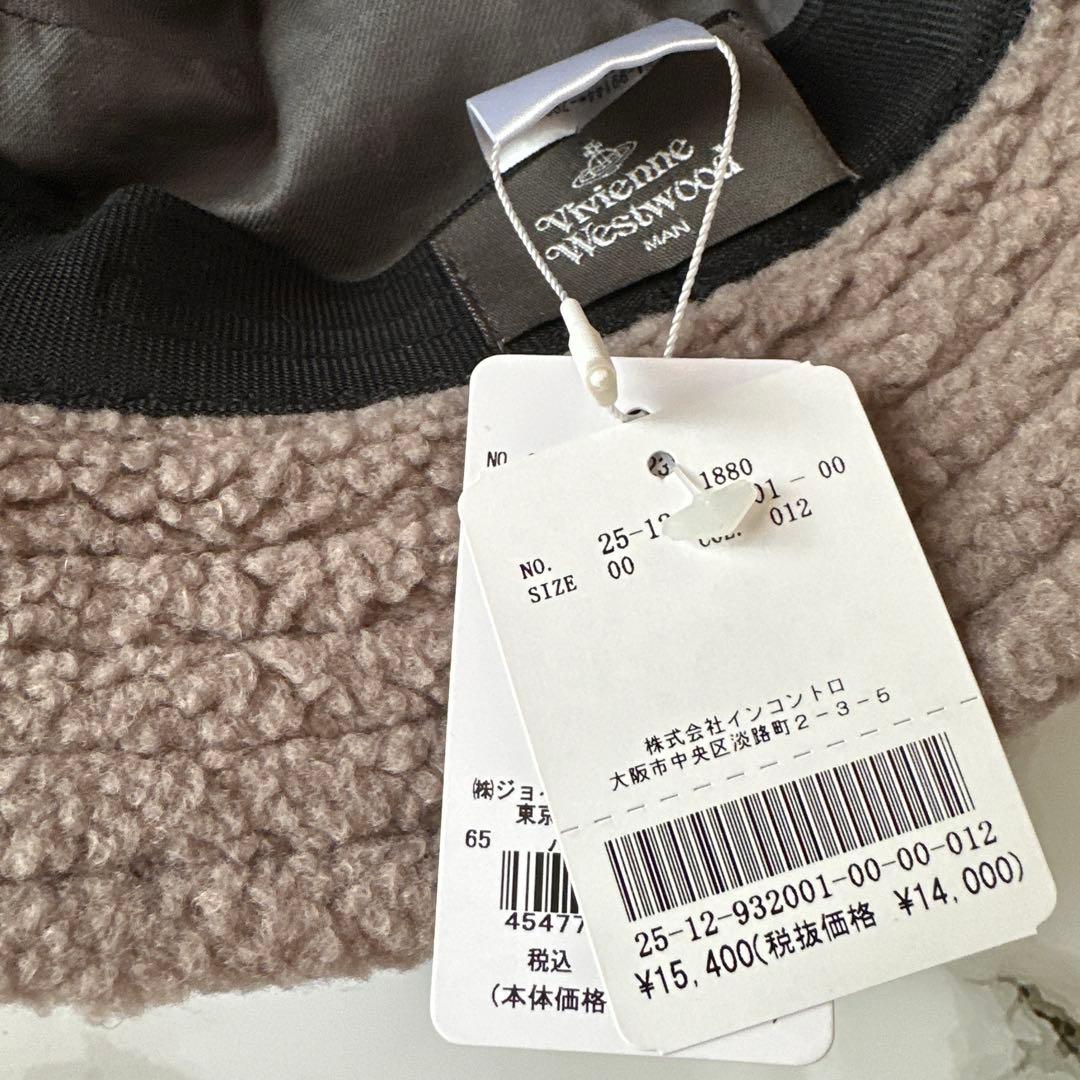 Vivienne
Westwood
MAN
NO.
1880
NO. 25-1 01-00
SIZE 00 COL. 012
株式会社インコントロ
大阪市中央区淡路町2-3-5
25-12-932001-00-00-012
¥15,400(税抜価格 ¥14,000)
㈱ジョイ
東京
65
45477
税込
(本体価格